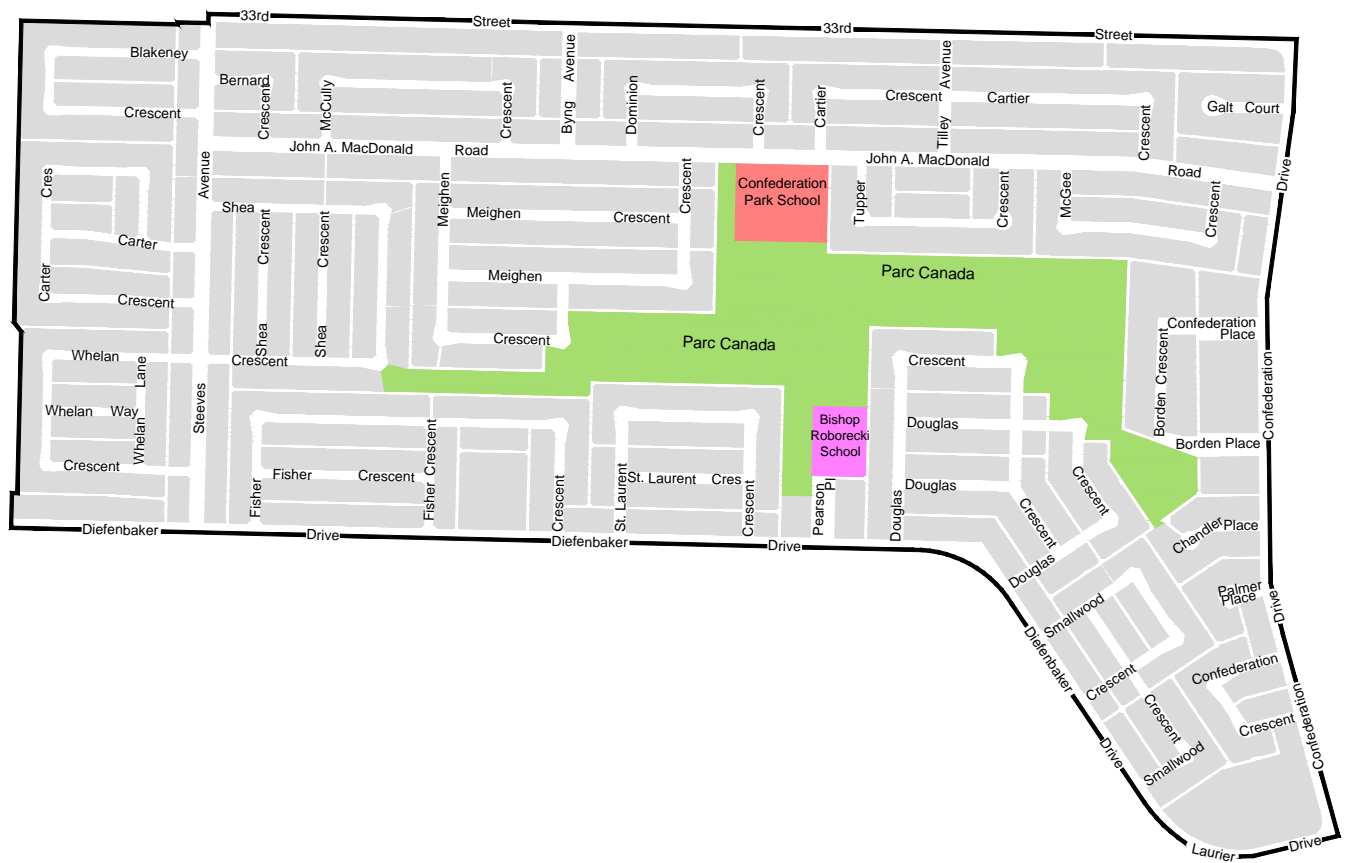 33rd
Street
33rd
Street
Blakeney
Crescent
Bernard
Crescent
McCully
Crescent
Byng
Avenue
Dominion
Crescent
Cartier
Crescent
Cartier
Crescent
Tilley
Avenue
Galt Court
John A. MacDonald
Road
John A. MacDonald
Road
Drive
Avenue
Cres
Carter
Carter
Crescent
Shea
Crescent
Crescent
Shea
Shea
Crescent
Meighen
Meighen
Crescent
Crescent
Meighen
Crescent
Confederation
Park School
Tupper
Crescent
McGee
Crescent
Parc Canada
Parc Canada
Confederation
Place
Borden Crescent
Borden Place
Confederation
Whelan
Lane
Whelan Way
Whelan
Crescent
Steeves
Fisher
Fisher
Crescent
Fisher Crescent
Crescent
St. Laurent
St. Laurent Cres
Crescent
Bishop
Roborecki
School
Pearson
Pl
Crescent
Douglas
Douglas
Douglas
Crescent
Crescent
Douglas
Chandler Place
Palmer
Place
Drive
Diefenbaker
Drive
Diefenbaker
Drive
Smallwood
Crescent
Diefenbaker
Crescent
Smallwood
Confederation
Crescent
Confederation
Drive
Laurier
Drive